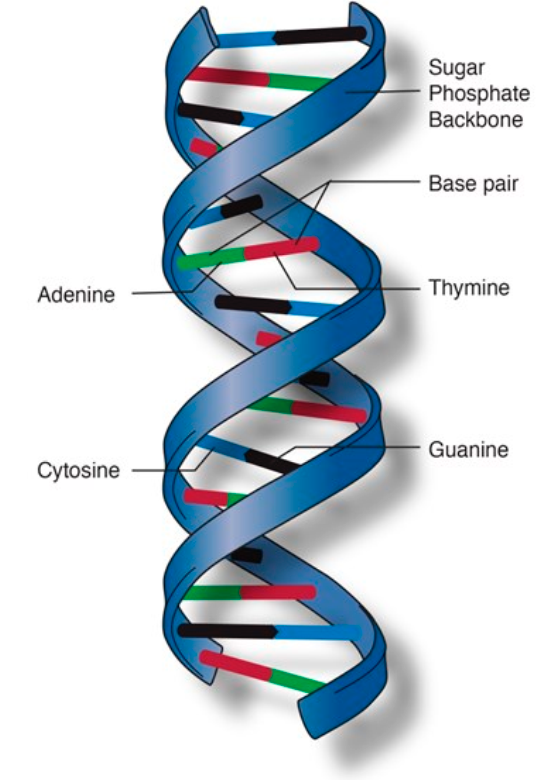 Sugar
Phosphate
Backbone
Base pair
Adenine
Thymine
Cytosine
Guanine